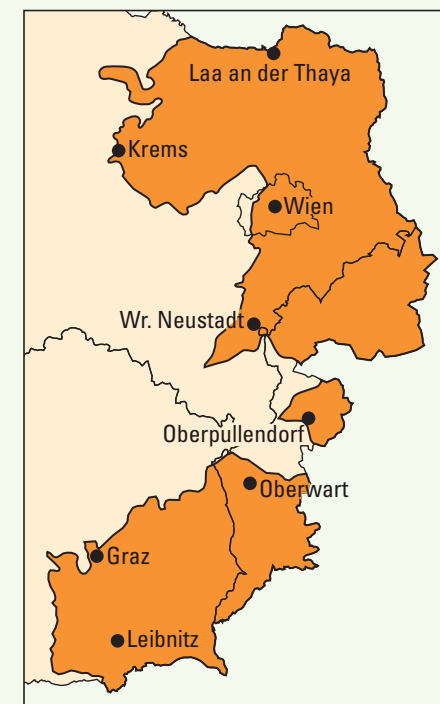 Laa an der Thaya
Krems
Wien
Wr. Neustadt
Oberpullendorf
Oberwart
Graz
Leibnitz